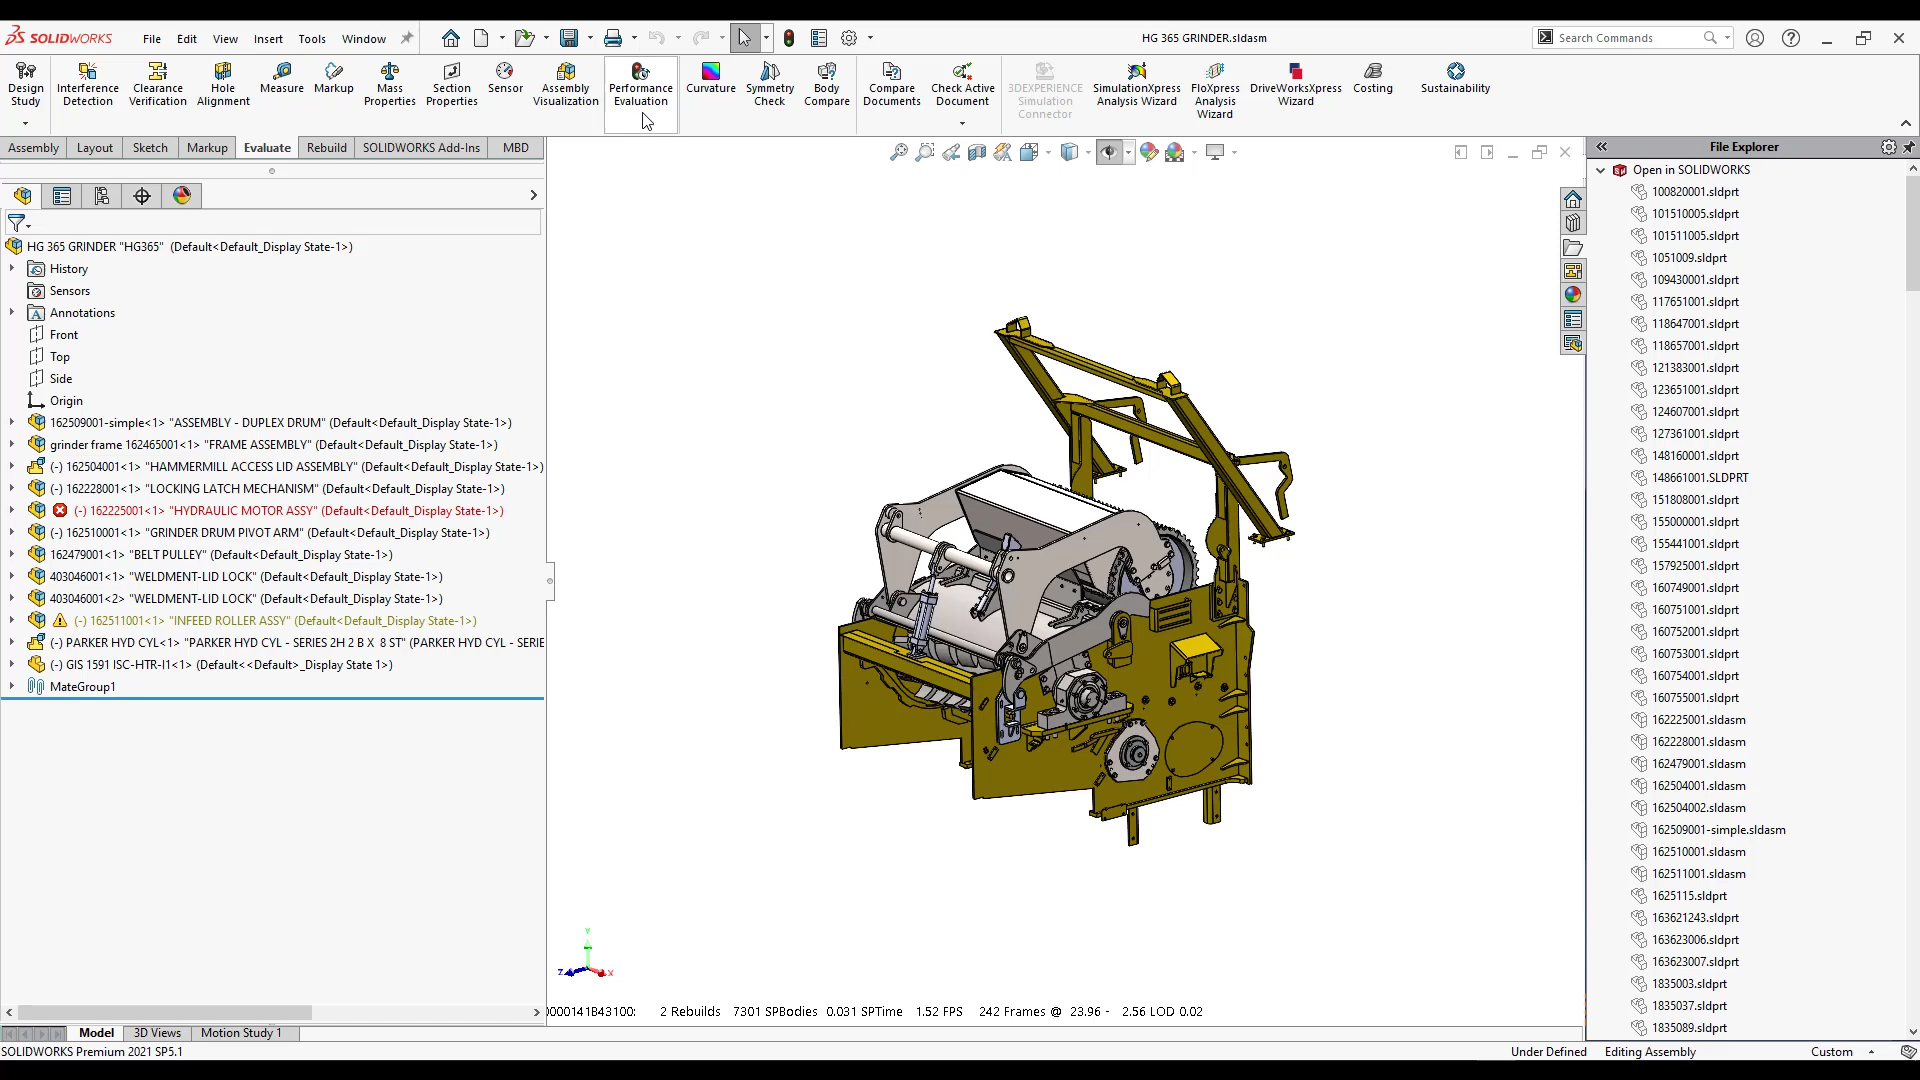 SOLIDWORKS File Edit View Insert Tools Window HG 365 GRINDER.sldasm Search Commands
Design Study
Interference Detection
Clearance Verification
Hole Alignment
Measure
Markup
Mass Properties
Section Properties
Sensor
Assembly Visualization
Performance Evaluation
Curvature
Symmetry Check
Body Compare
Compare Documents
Check Active Document
3DEXPERIENCE Simulation Connector
SimulationXpress Analysis Wizard
FloXpress Analysis Wizard
DriveWorksXpress Wizard
Costing
Sustainability
Assembly Layout Sketch Markup Evaluate Rebuild SOLIDWORKS Add-Ins MBD
HG 365 GRINDER "HG365" (Default<Default_Display State-1>)
History
Sensors
Annotations
Front
Top
Side
Origin
162509001-simple<1> "ASSEMBLY - DUPLEX DRUM" (Default<Default_Display State-1>)
grinder frame 162465001<1> "FRAME ASSEMBLY" (Default<Default_Display State-1>)
(-) 162504001<1> "HAMMERMILL ACCESS LID ASSEMBLY" (Default<Default_Display State-1>)
(-) 162228001<1> "LOCKING LATCH MECHANISM" (Default<Default_Display State-1>)
(-) 162225001<1> "HYDRAULIC MOTOR ASSY" (Default<Default_Display State-1>)
(-) 162510001<1> "GRINDER DRUM PIVOT ARM" (Default<Default_Display State-1>)
162479001<1> "BELT PULLEY" (Default<Default_Display State-1>)
403046001<1> "WELDMENT-LID LOCK" (Default<Default_Display State-1>)
403046001<2> "WELDMENT-LID LOCK" (Default<Default_Display State-1>)
(-) 162511001<1> "INFEED ROLLER ASSY" (Default<Default_Display State-1>)
(-) PARKER HYD CYL<1> "PARKER HYD CYL - SERIES 2H 2 B X 8 ST" (PARKER HYD CYL - SERIE
(-) GIS 1591 ISC-HTR-I1<1> (Default<<Default>_Display State 1>)
MateGroup1
Y
Z X
0000141B43100: 2 Rebuilds 7301 SPBodies 0.031 SPTime 1.52 FPS 242 Frames @ 23.96 - 2.56 LOD 0.02
File Explorer
Open in SOLIDWORKS
100820001.sldprt
101510005.sldprt
101511005.sldprt
1051009.sldprt
109430001.sldprt
117651001.sldprt
118647001.sldprt
118657001.sldprt
121383001.sldprt
123651001.sldprt
124607001.sldprt
127361001.sldprt
148160001.sldprt
148661001.SLDPRT
151808001.sldprt
155000001.sldprt
155441001.sldprt
157925001.sldprt
160749001.sldprt
160751001.sldprt
160752001.sldprt
160753001.sldprt
160754001.sldprt
160755001.sldprt
162225001.sldasm
162228001.sldasm
162479001.sldasm
162504001.sldasm
162504002.sldasm
162509001-simple.sldasm
162510001.sldasm
162511001.sldasm
1625115.sldprt
163621243.sldprt
163623006.sldprt
163623007.sldprt
1835003.sldprt
1835037.sldprt
1835089.sldprt
Model 3D Views Motion Study 1
SOLIDWORKS Premium 2021 SP5.1 Under Defined Editing Assembly Custom